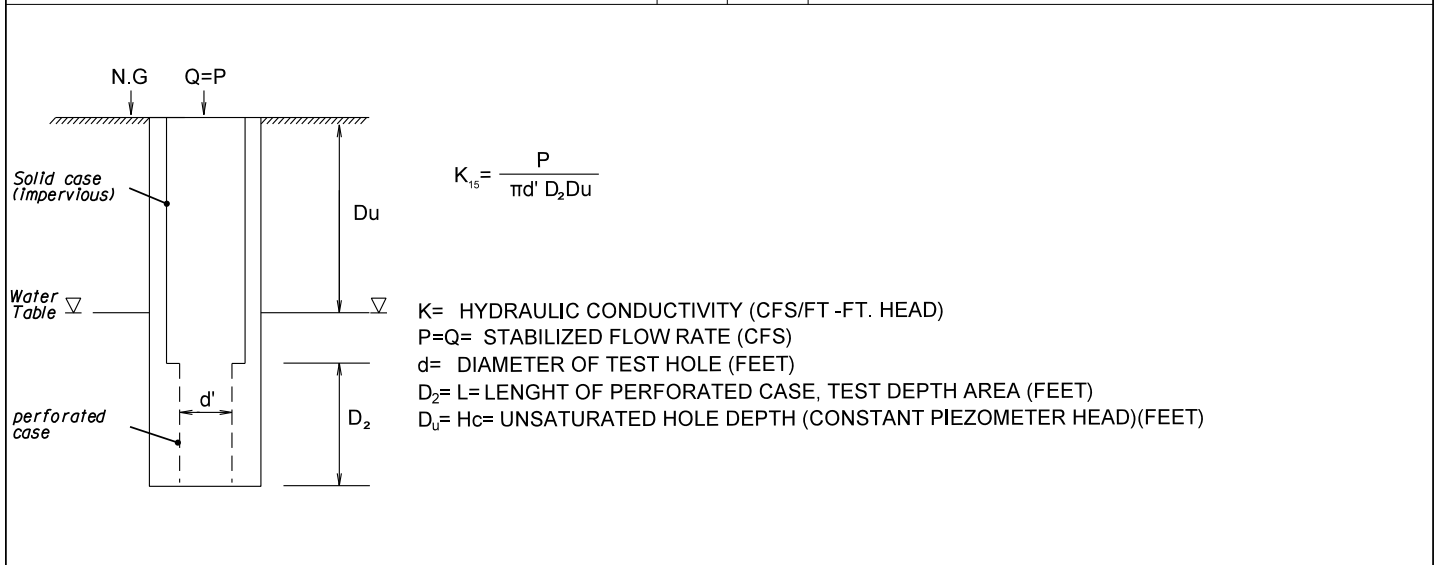 N.G Q=P
Solid case
(impervious)
Du
K₁₅= P
πd' D₂Du
Water
Table
K= HYDRAULIC CONDUCTIVITY (CFS/FT -FT. HEAD)
P=Q= STABILIZED FLOW RATE (CFS)
d= DIAMETER OF TEST HOLE (FEET)
D₂= L= LENGHT OF PERFORATED CASE, TEST DEPTH AREA (FEET)
Dᵤ= Hc= UNSATURATED HOLE DEPTH (CONSTANT PIEZOMETER HEAD)(FEET)
d'
perforated
case
D₂